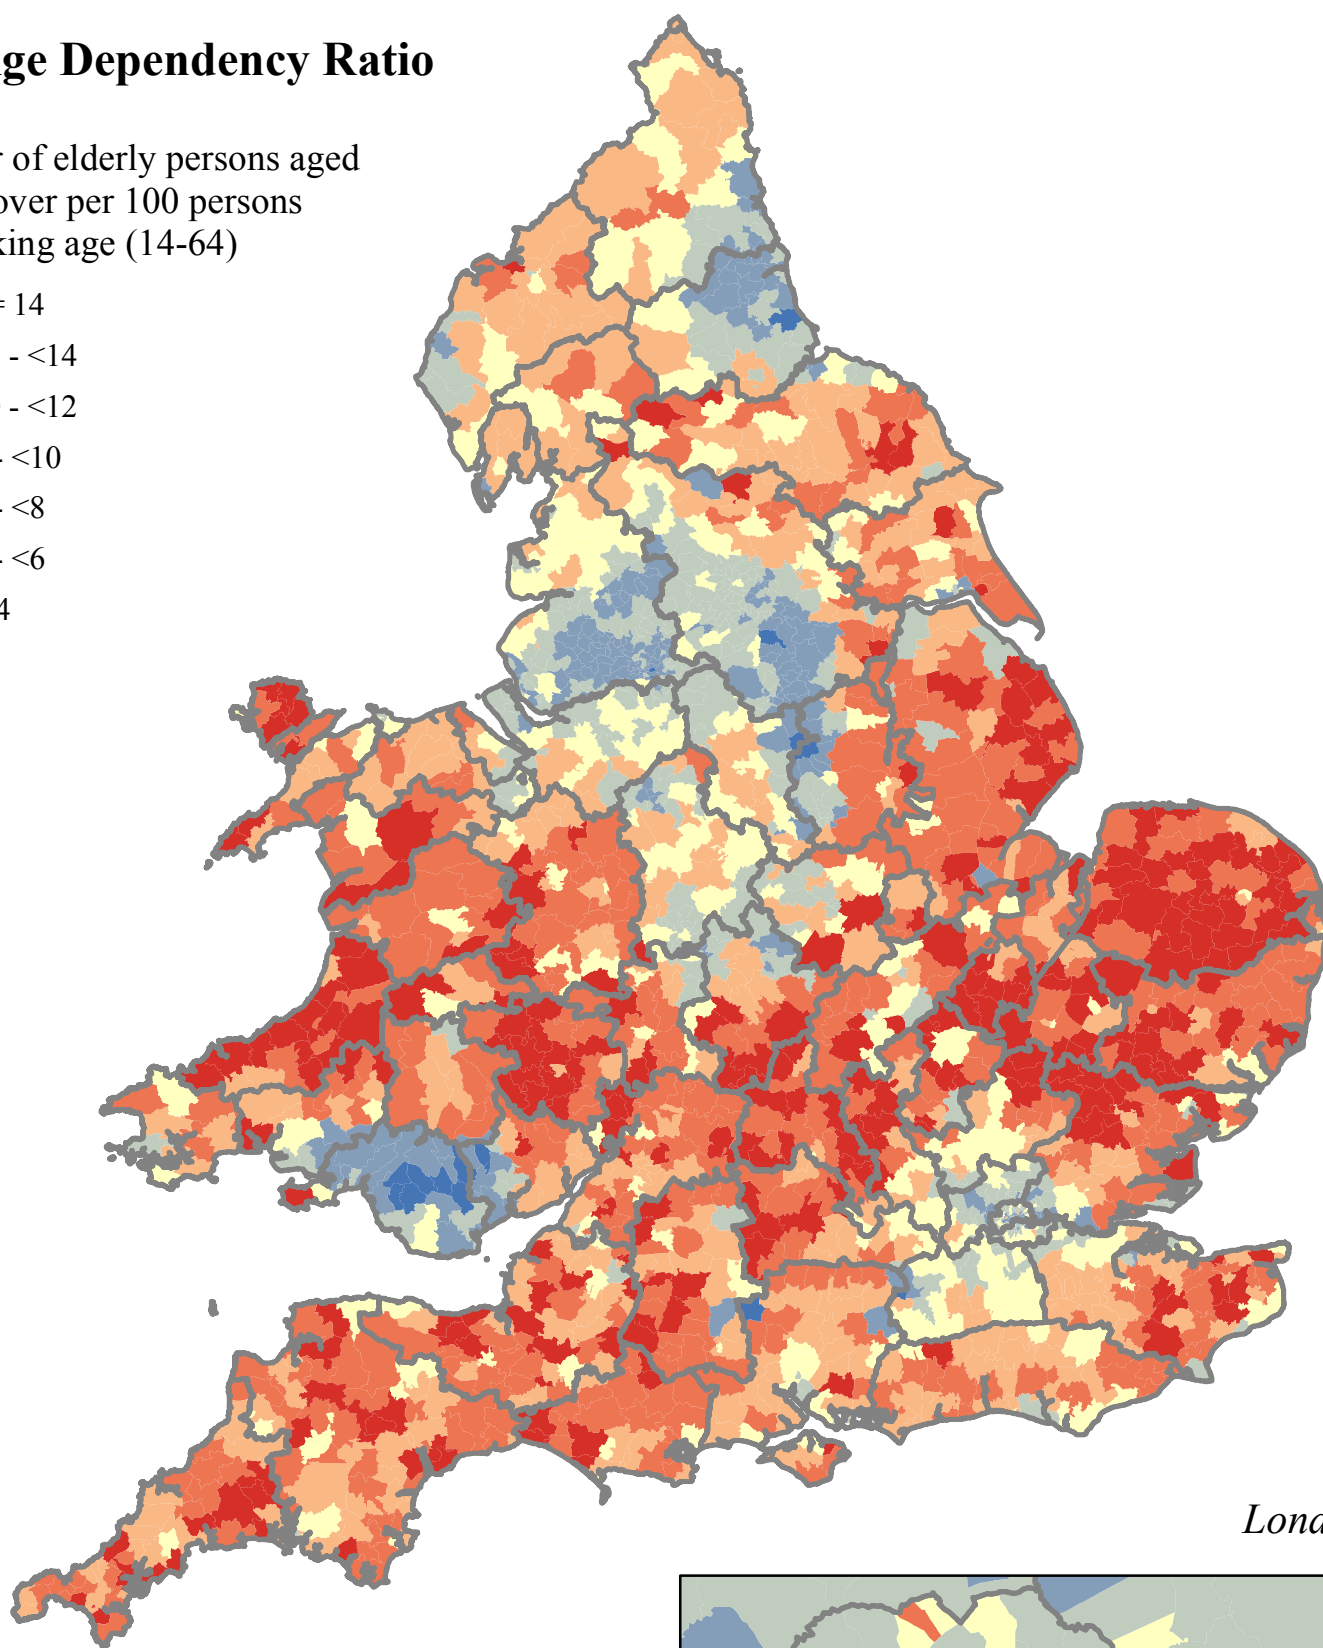 ge Dependency Ratio
r of elderly persons aged
over per 100 persons
king age (14-64)
= 14
- <14
- <12
- <10
- <8
- <6
4
Lond